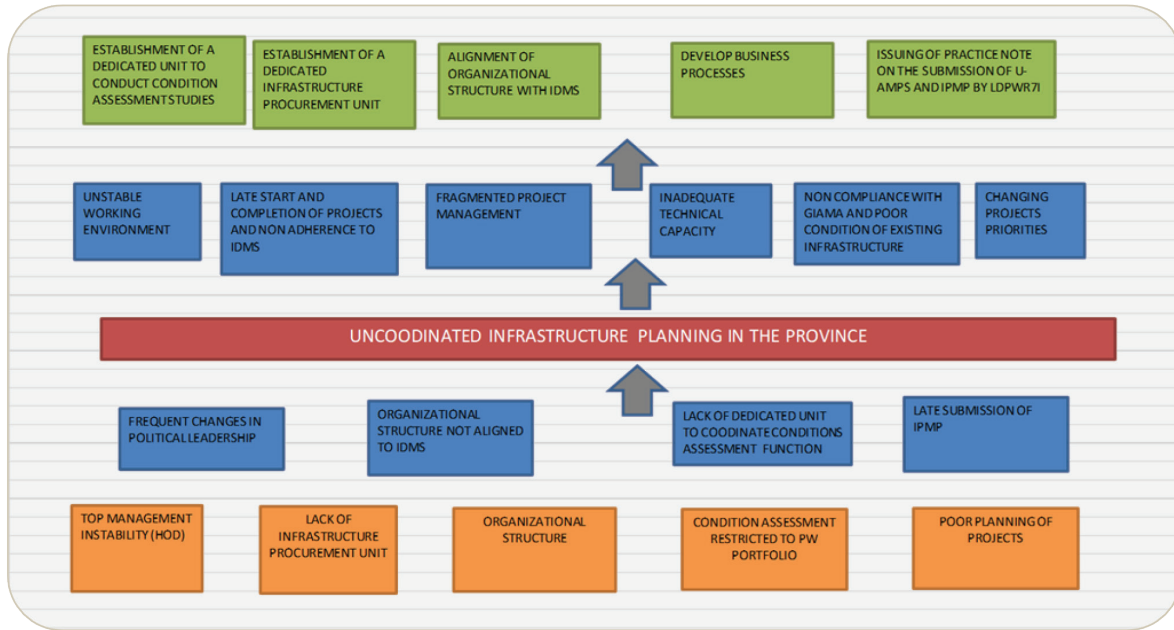 ESTABLISHMENT OF A
DEDICATED UNIT TO
CONDUCT CONDITION
ASSESSMENT STUDIES
ESTABLISHMENT OF A
DEDICATED
INFRASTRUCTURE
PROCUREMENT UNIT
ALIGNMENT OF
ORGANIZATIONAL
STRUCTURE WITH IDMS
DEVELOP BUSINESS
PROCESSES
ISSUING OF PRACTICE NOTE
ON THE SUBMISSION OF U-
AMPS AND IPMP BY LDPWR7I
UNSTABLE
WORKING
ENVIRONMENT
LATE START AND
COMPLETION OF PROJECTS
AND NON ADHERENCE TO
IDMS
FRAGMENTED PROJECT
MANAGEMENT
INADEQUATE
TECHNICAL
CAPACITY
NON COMPLIANCE WITH
GIAMA AND POOR
CONDITION OF EXISTING
INFRASTRUCTURE
CHANGING
PROJECTS
PRIORITIES
UNCOODINATED INFRASTRUCTURE PLANNING IN THE PROVINCE
FREQUENT CHANGES IN
POLITICAL LEADERSHIP
ORGANIZATIONAL
STRUCTURE NOT ALIGNED
TO IDMS
LACK OF DEDICATED UNIT
TO COODINATE CONDITIONS
ASSESSMENT FUNCTION
LATE SUBMISSION OF
IPMP
TOP MANAGEMENT
INSTABILITY (HOD)
LACK OF
INFRASTRUCTURE
PROCUREMENT UNIT
ORGANIZATIONAL
STRUCTURE
CONDITION ASSESSMENT
RESTRICTED TO PW
PORTFOLIO
POOR PLANNING OF
PROJECTS